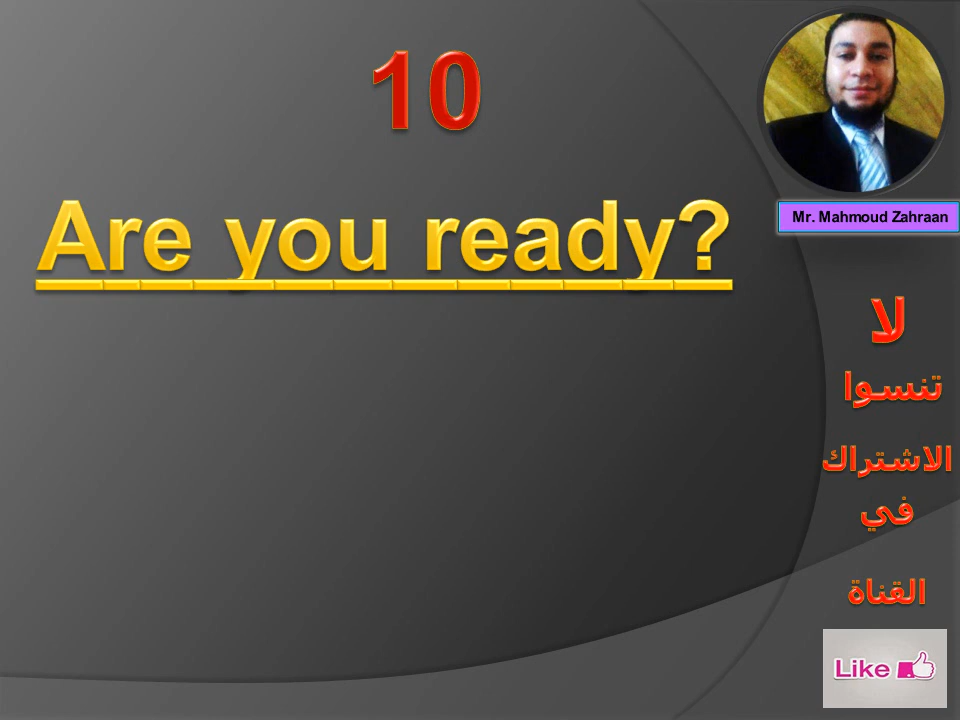 10
Are you ready?
Mr. Mahmoud Zahraan
لا
تنسوا
الاشتراك
في
القناة
Like